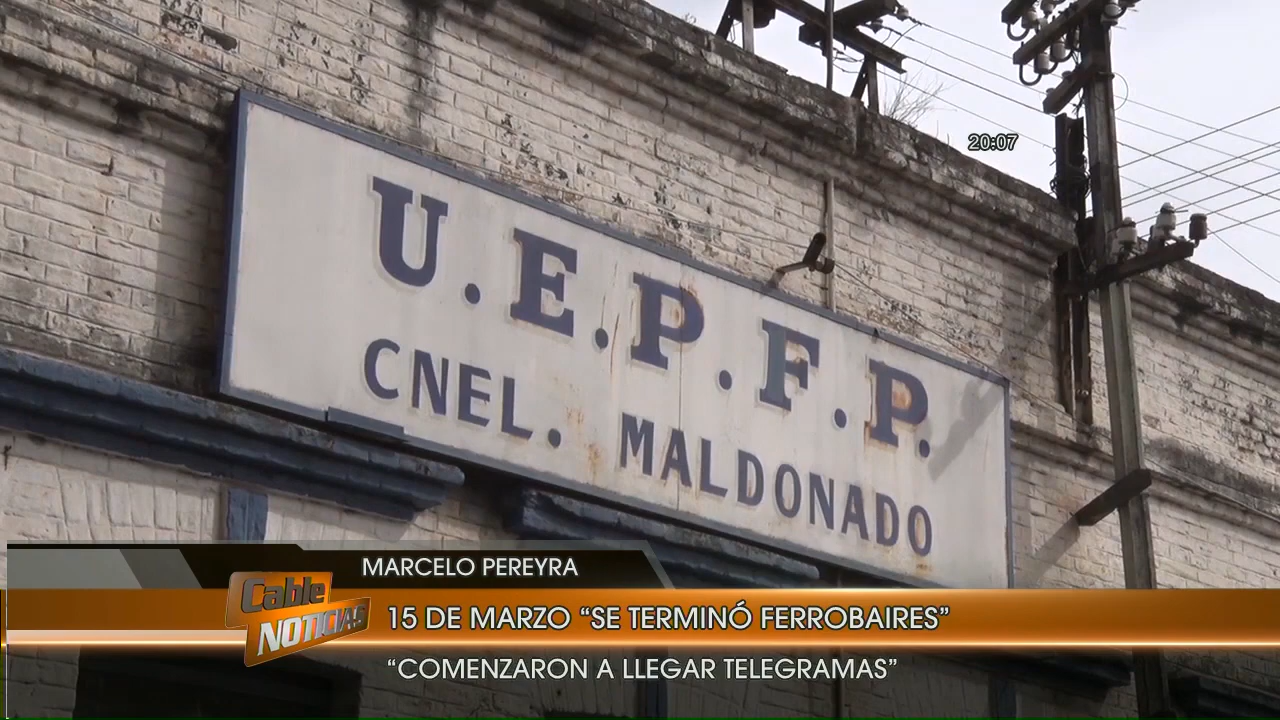 20:07
U.E.P.F.P.
CNEL. MALDONADO
MARCELO PEREYRA
Cable
NOTICIAS
15 DE MARZO “SE TERMINÓ FERROBAIRES”
“COMENZARON A LLEGAR TELEGRAMAS”